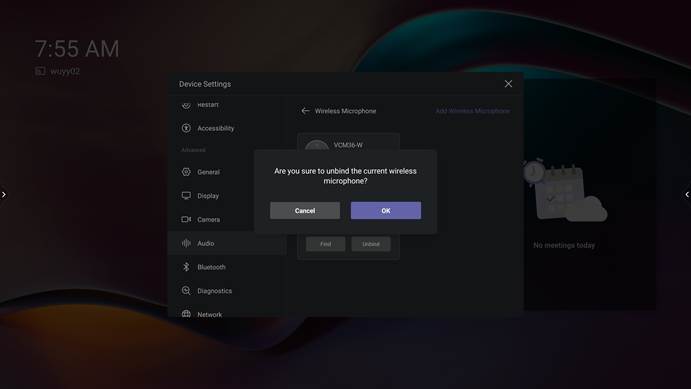 7:55 AM
wuyy02
Device Settings
Restart
Accessibility
Advanced
General
Display
Camera
Audio
Bluetooth
Diagnostics
Network
Wireless Microphone
Add Wireless Microphone
VCM36-W
Are you sure to unbind the current wireless
microphone?
Cancel
OK
Find
Unbind
No meetings today